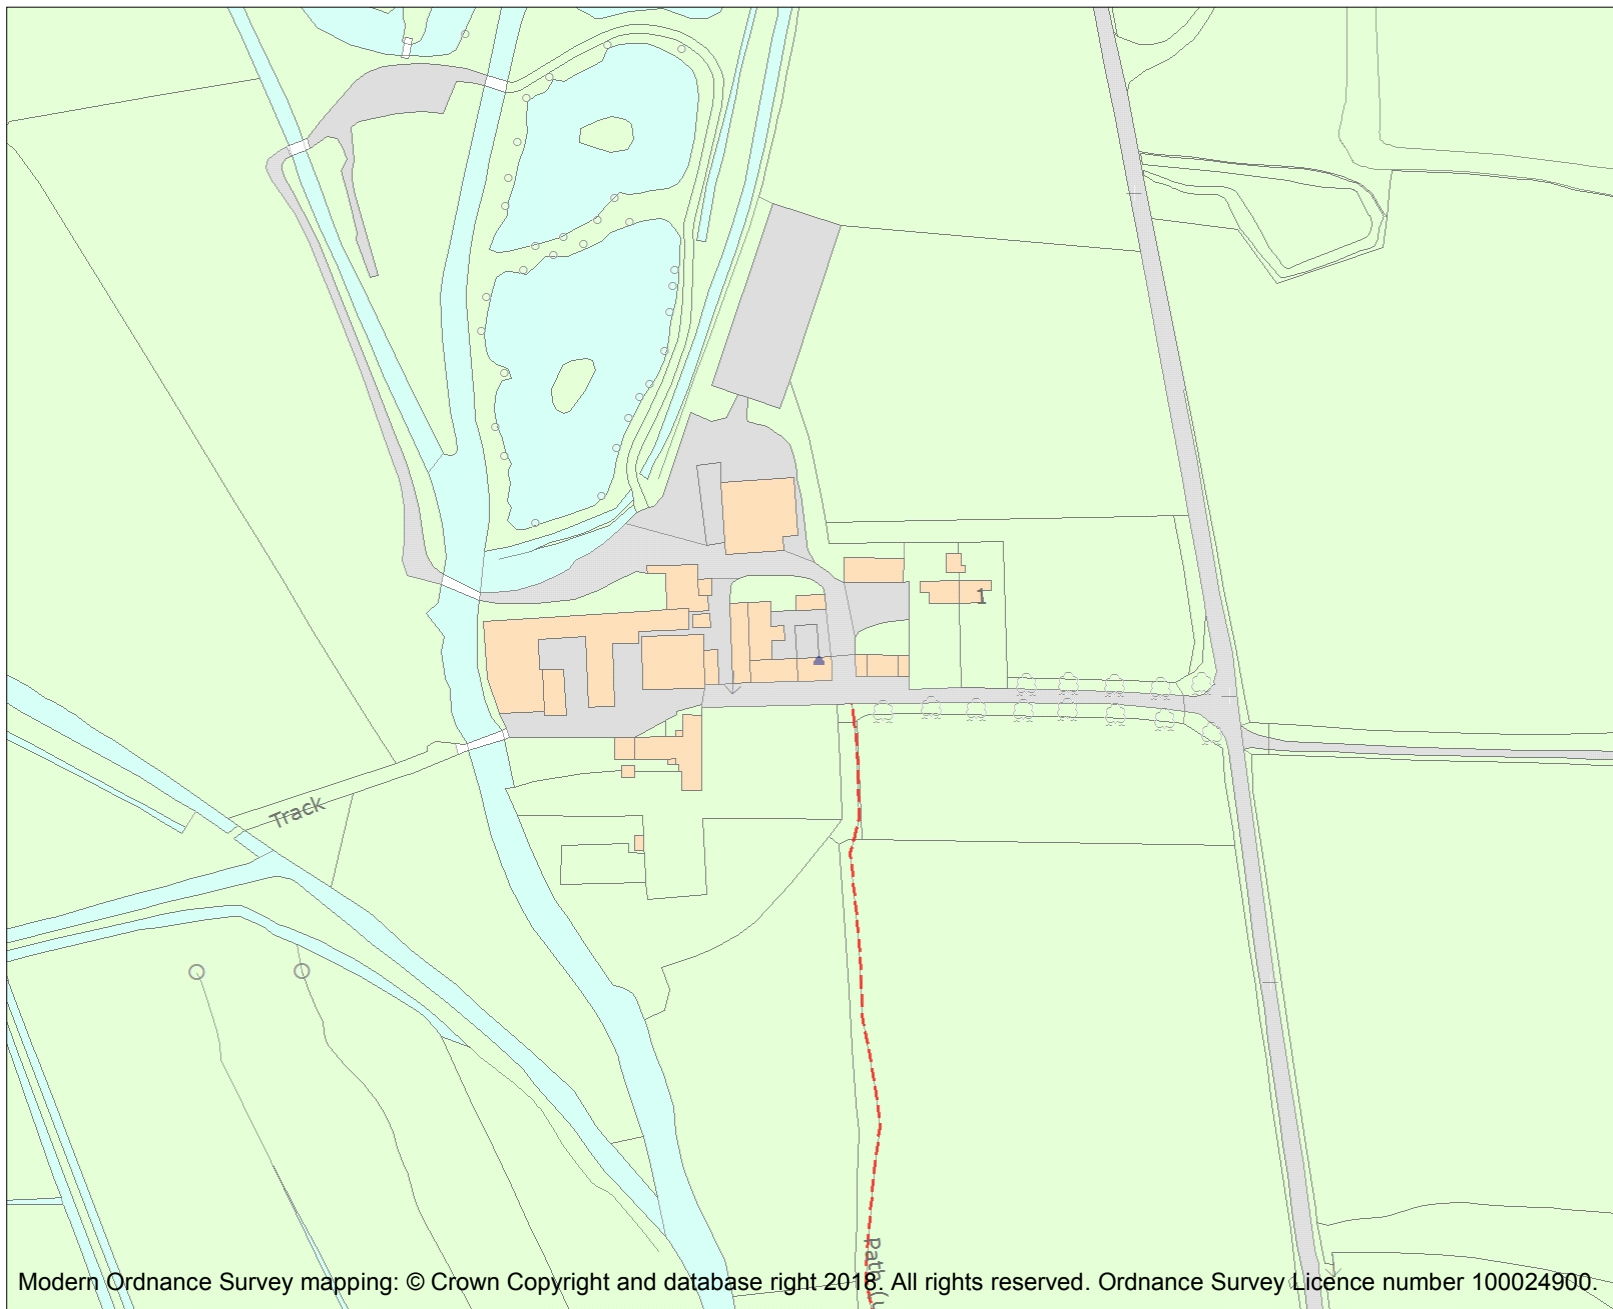 1
Track
Path (u
Modern Ordnance Survey mapping: © Crown Copyright and database right 2018. All rights reserved. Ordnance Survey Licence number 100024900.